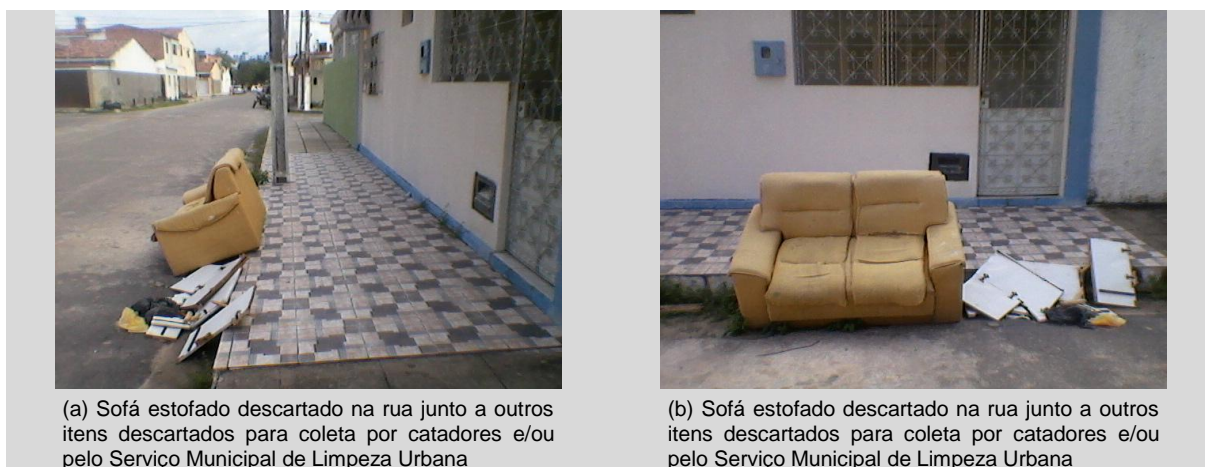 (a) Sofá estofado descartado na rua junto a outros
itens descartados para coleta por catadores e/ou
pelo Serviço Municipal de Limpeza Urbana
(b) Sofá estofado descartado na rua junto a outros
itens descartados para coleta por catadores e/ou
pelo Serviço Municipal de Limpeza Urbana